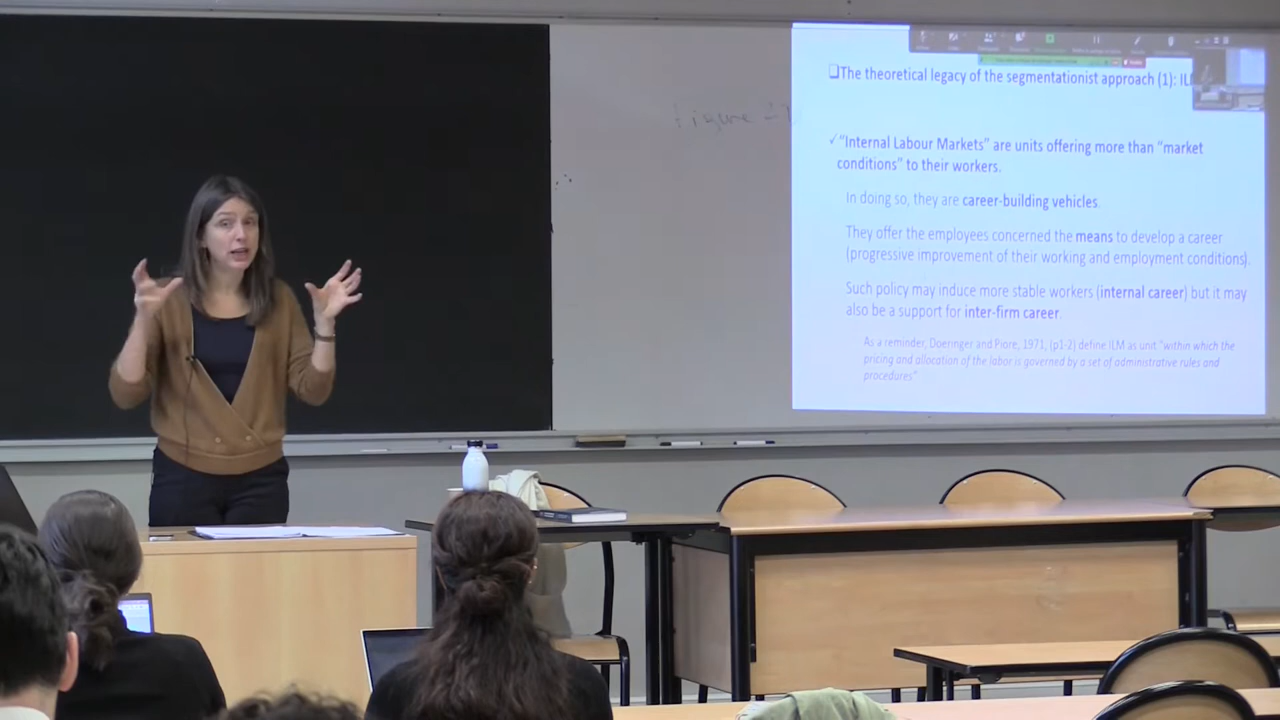 ❑The theoretical legacy of the segmentationist approach (1): IL
✓"Internal Labour Markets" are units offering more than "market
conditions" to their workers.
In doing so, they are career-building vehicles.
They offer the employees concerned the means to develop a career
(progressive improvement of their working and employment conditions).
Such policy may induce more stable workers (internal career) but it may
also be a support for inter-firm career.
As a reminder, Doeringer and Piore, 1971, (p1-2) define ILM as unit "within which the
pricing and allocation of the labor is governed by a set of administrative rules and
procedures"
Figure